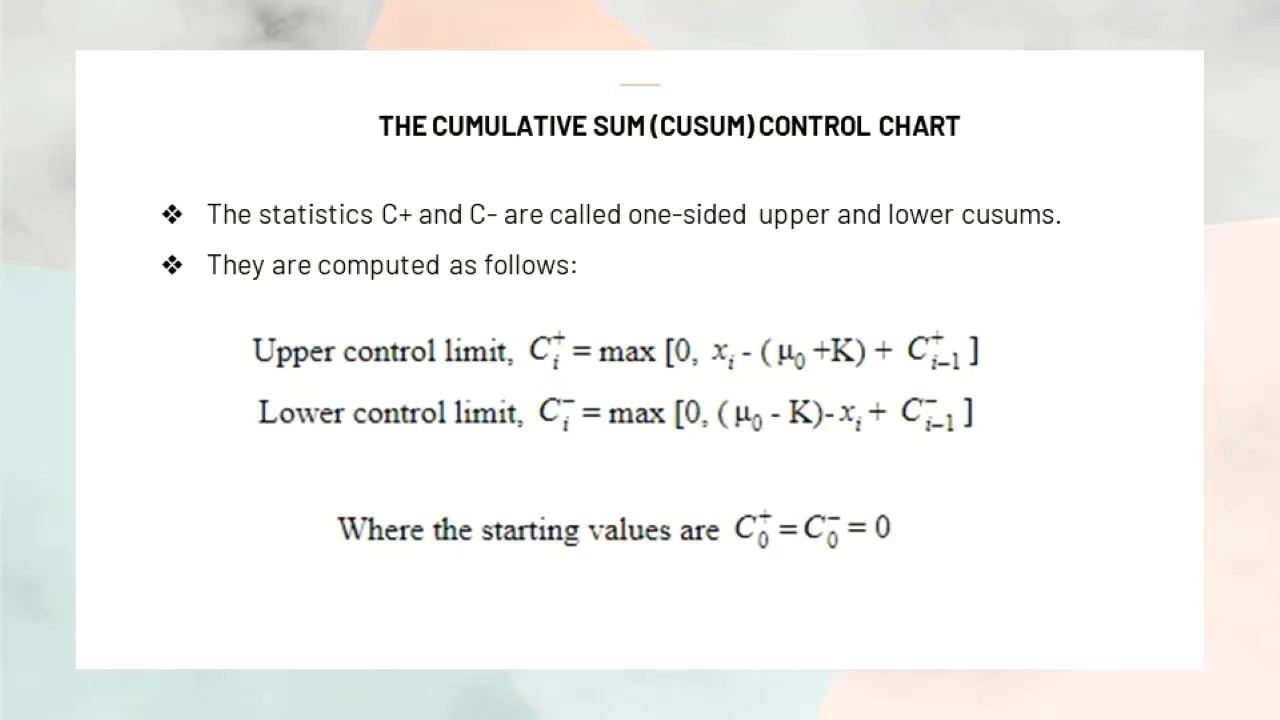 THE CUMULATIVE SUM (CUSUM) CONTROL CHART
❖ The statistics C+ and C- are called one-sided upper and lower cusums.
❖ They are computed as follows:
Upper control limit, C_i^+ = max [0, x_i - ( μ_0 +K) + C_{i-1}^+ ]
Lower control limit, C_i^- = max [0, ( μ_0 - K)- x_i + C_{i-1}^- ]
Where the starting values are C_0^+ = C_0^- = 0